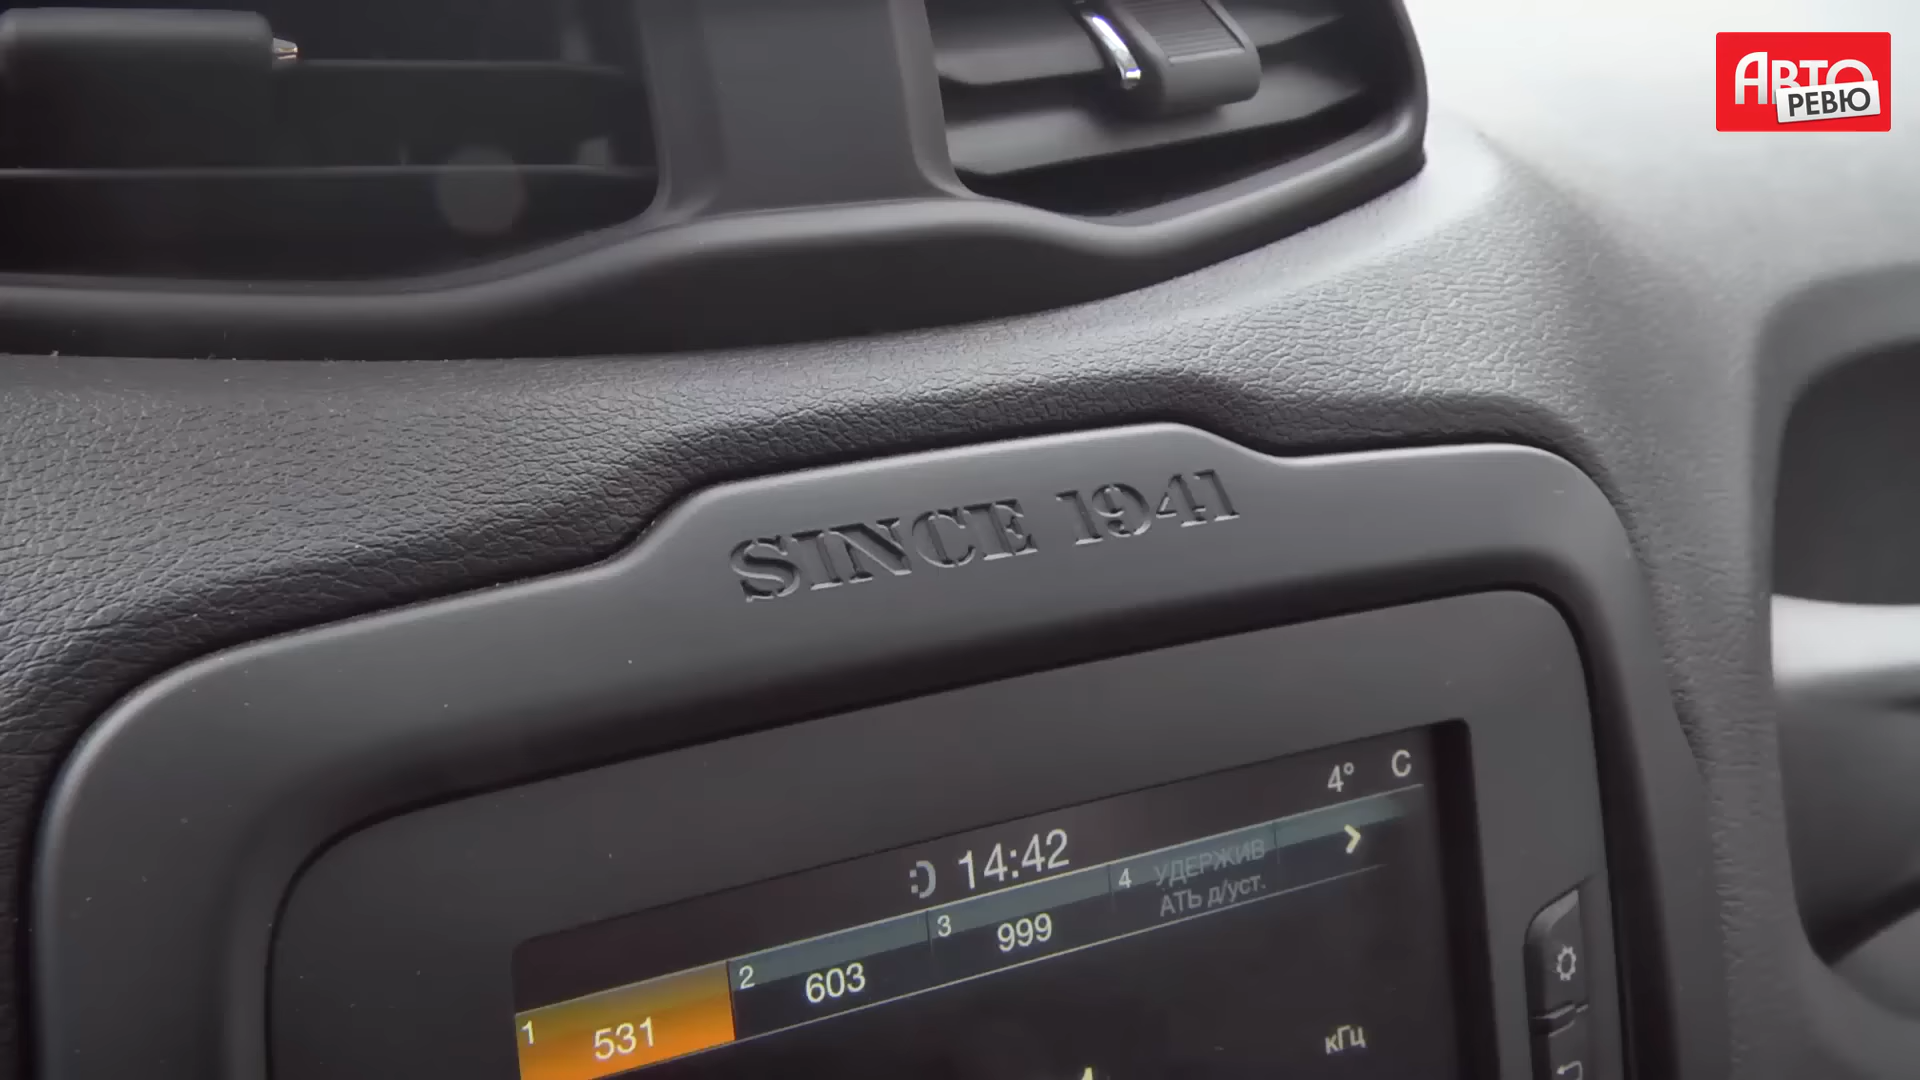 АВТО
РЕВЮ
SINCE 1941
4° C
14:42
1 531
2 603
3 999
4 УДЕРЖИВ
АТЬ д/уст.
кГц